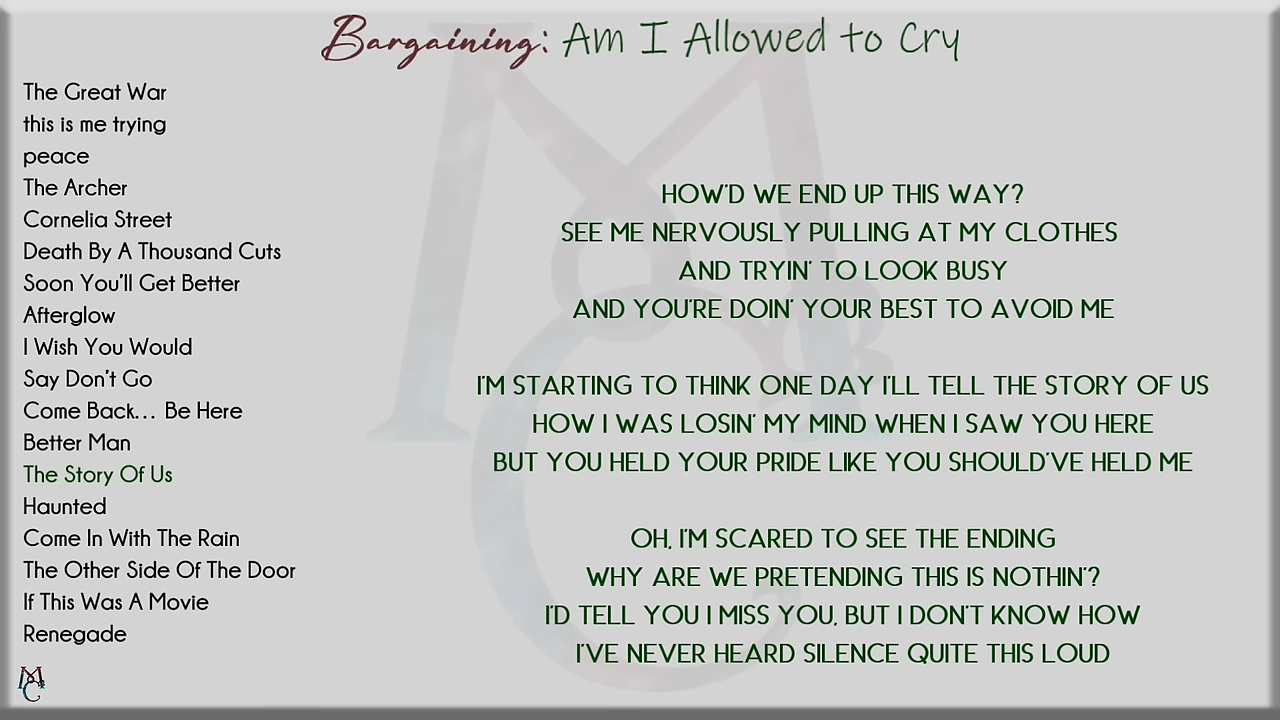 Bargaining: Am I Allowed to Cry
The Great War
this is me trying
peace
The Archer
Cornelia Street
Death By A Thousand Cuts
Soon You'll Get Better
Afterglow
I Wish You Would
Say Don't Go
Come Back... Be Here
Better Man
The Story Of Us
Haunted
Come In With The Rain
The Other Side Of The Door
If This Was A Movie
Renegade
HOW'D WE END UP THIS WAY?
SEE ME NERVOUSLY PULLING AT MY CLOTHES
AND TRYIN' TO LOOK BUSY
AND YOU'RE DOIN' YOUR BEST TO AVOID ME
I'M STARTING TO THINK ONE DAY I'LL TELL THE STORY OF US
HOW I WAS LOSIN' MY MIND WHEN I SAW YOU HERE
BUT YOU HELD YOUR PRIDE LIKE YOU SHOULD'VE HELD ME
OH, I'M SCARED TO SEE THE ENDING
WHY ARE WE PRETENDING THIS IS NOTHIN'?
I'D TELL YOU I MISS YOU, BUT I DON'T KNOW HOW
I'VE NEVER HEARD SILENCE QUITE THIS LOUD